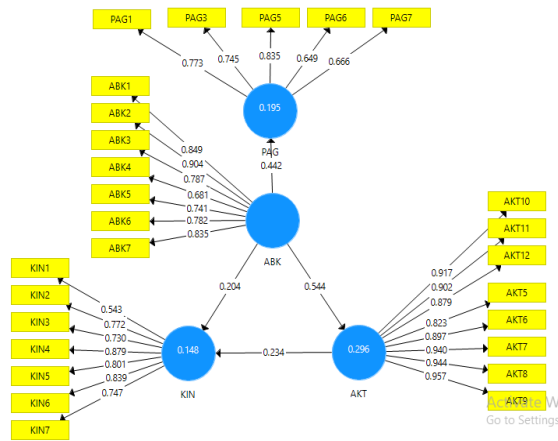 PAG1 PAG3 PAG5 PAG6 PAG7
0.773 0.745 0.835 0.649 0.666
0.195
PAG
0.442
ABK1
ABK2
ABK3
ABK4
ABK5
ABK6
ABK7
0.849
0.904
0.787
0.681
0.741
0.782
0.835
ABK
0.204 0.544
KIN1
KIN2
KIN3
KIN4
KIN5
KIN6
KIN7
0.543
0.772
0.730
0.879
0.801
0.839
0.747
0.148
KIN
0.234
0.296
AKT
0.917
0.902
0.879
0.823
0.897
0.940
0.944
0.957
AKT10
AKT11
AKT12
AKT5
AKT6
AKT7
AKT8
AKT9
Activate W
Go to Settings